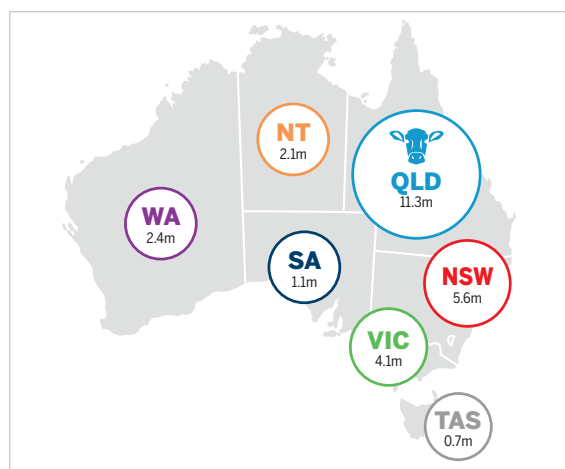 NT
2.1m
QLD
11.3m
WA
2.4m
SA
1.1m
NSW
5.6m
VIC
4.1m
TAS
0.7m